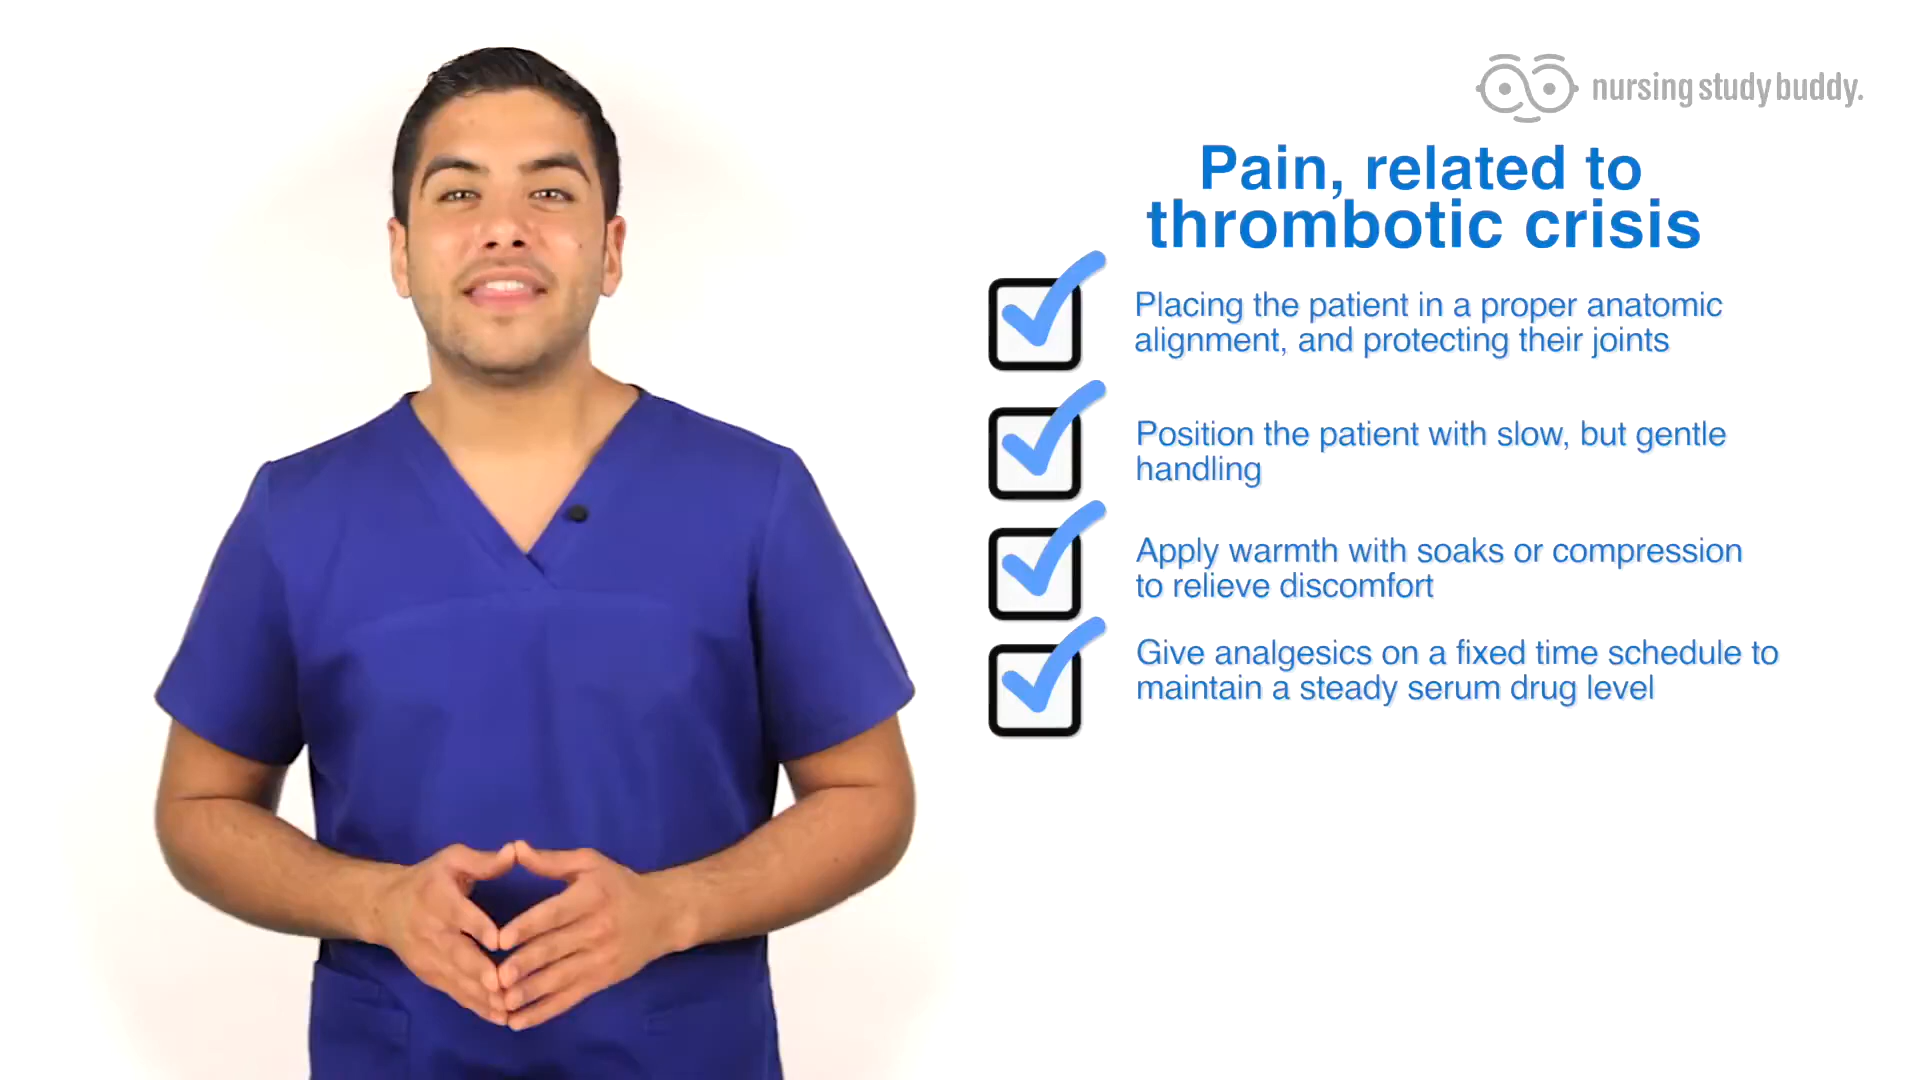 nursing study buddy.
Pain, related to
thrombotic crisis
Placing the patient in a proper anatomic
alignment, and protecting their joints
Position the patient with slow, but gentle
handling
Apply warmth with soaks or compression
to relieve discomfort
Give analgesics on a fixed time schedule to
maintain a steady serum drug level